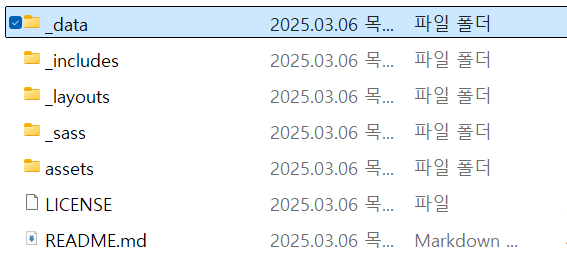 _data 2025.03.06 목... 파일 폴더
_includes 2025.03.06 목... 파일 폴더
_layouts 2025.03.06 목... 파일 폴더
_sass 2025.03.06 목... 파일 폴더
assets 2025.03.06 목... 파일 폴더
LICENSE 2025.03.06 목... 파일
README.md 2025.03.06 목... Markdown ...